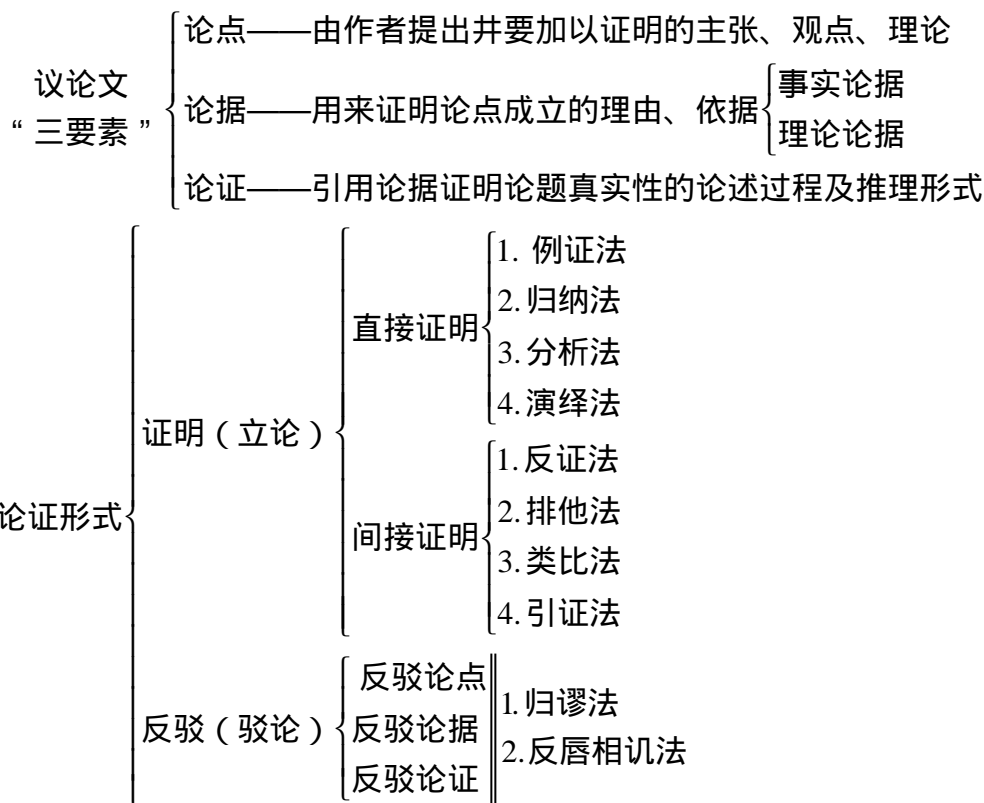 议论文
“三要素”
论点——由作者提出井要加以证明的主张、观点、理论
论据——用来证明论点成立的理由、依据
事实论据
理论论据
论证——引用论据证明论题真实性的论述过程及推理形式
论证形式
证明（立论）
直接证明
1. 例证法
2.归纳法
3.分析法
4.演绎法
间接证明
1.反证法
2.排他法
3.类比法
4.引证法
反驳（驳论）
反驳论点
反驳论据
反驳论证
1.归谬法
2.反唇相讥法